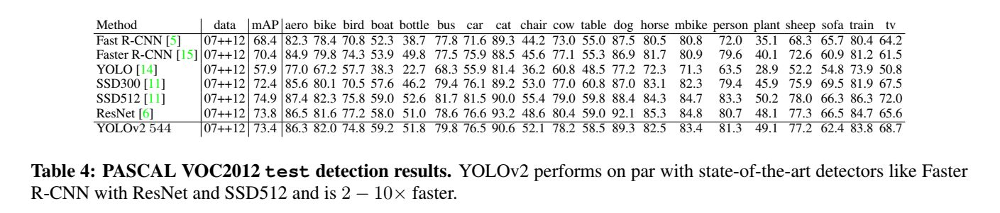 Method data mAP aero bike bird boat bottle bus car cat chair cow table dog horse mbike person plant sheep sofa train tv
Fast R-CNN [5] 07++12 68.4 82.3 78.4 70.8 52.3 38.7 77.8 71.6 89.3 44.2 73.0 55.0 87.5 80.5 80.8 72.0 35.1 68.3 65.7 80.4 64.2
Faster R-CNN [15] 07++12 70.4 84.9 79.8 74.3 53.9 49.8 77.5 75.9 88.5 45.6 77.1 55.3 86.9 81.7 80.9 79.6 40.1 72.6 60.9 81.2 61.5
YOLO [14] 07++12 57.9 77.0 67.2 57.7 38.3 22.7 68.3 55.9 81.4 36.2 60.8 48.5 77.2 72.3 71.3 63.5 28.9 52.2 54.8 73.9 50.8
SSD300 [11] 07++12 72.4 85.6 80.1 70.5 57.6 46.2 79.4 76.1 89.2 53.0 77.0 60.8 87.0 83.1 82.3 79.4 45.9 75.9 69.5 81.9 67.5
SSD512 [11] 07++12 74.9 87.4 82.3 75.8 59.0 52.6 81.7 81.5 90.0 55.4 79.0 59.8 88.4 84.3 84.7 83.3 50.2 78.0 66.3 86.3 72.0
ResNet [6] 07++12 73.8 86.5 81.6 77.2 58.0 51.0 78.6 76.6 93.2 48.6 80.4 59.0 92.1 85.3 84.8 80.7 48.1 77.3 66.5 84.7 65.6
YOLOv2 544 07++12 73.4 86.3 82.0 74.8 59.2 51.8 79.8 76.5 90.6 52.1 78.2 58.5 89.3 82.5 83.4 81.3 49.1 77.2 62.4 83.8 68.7
Table 4: PASCAL VOC2012 test detection results. YOLOv2 performs on par with state-of-the-art detectors like Faster
R-CNN with ResNet and SSD512 and is 2 − 10× faster.